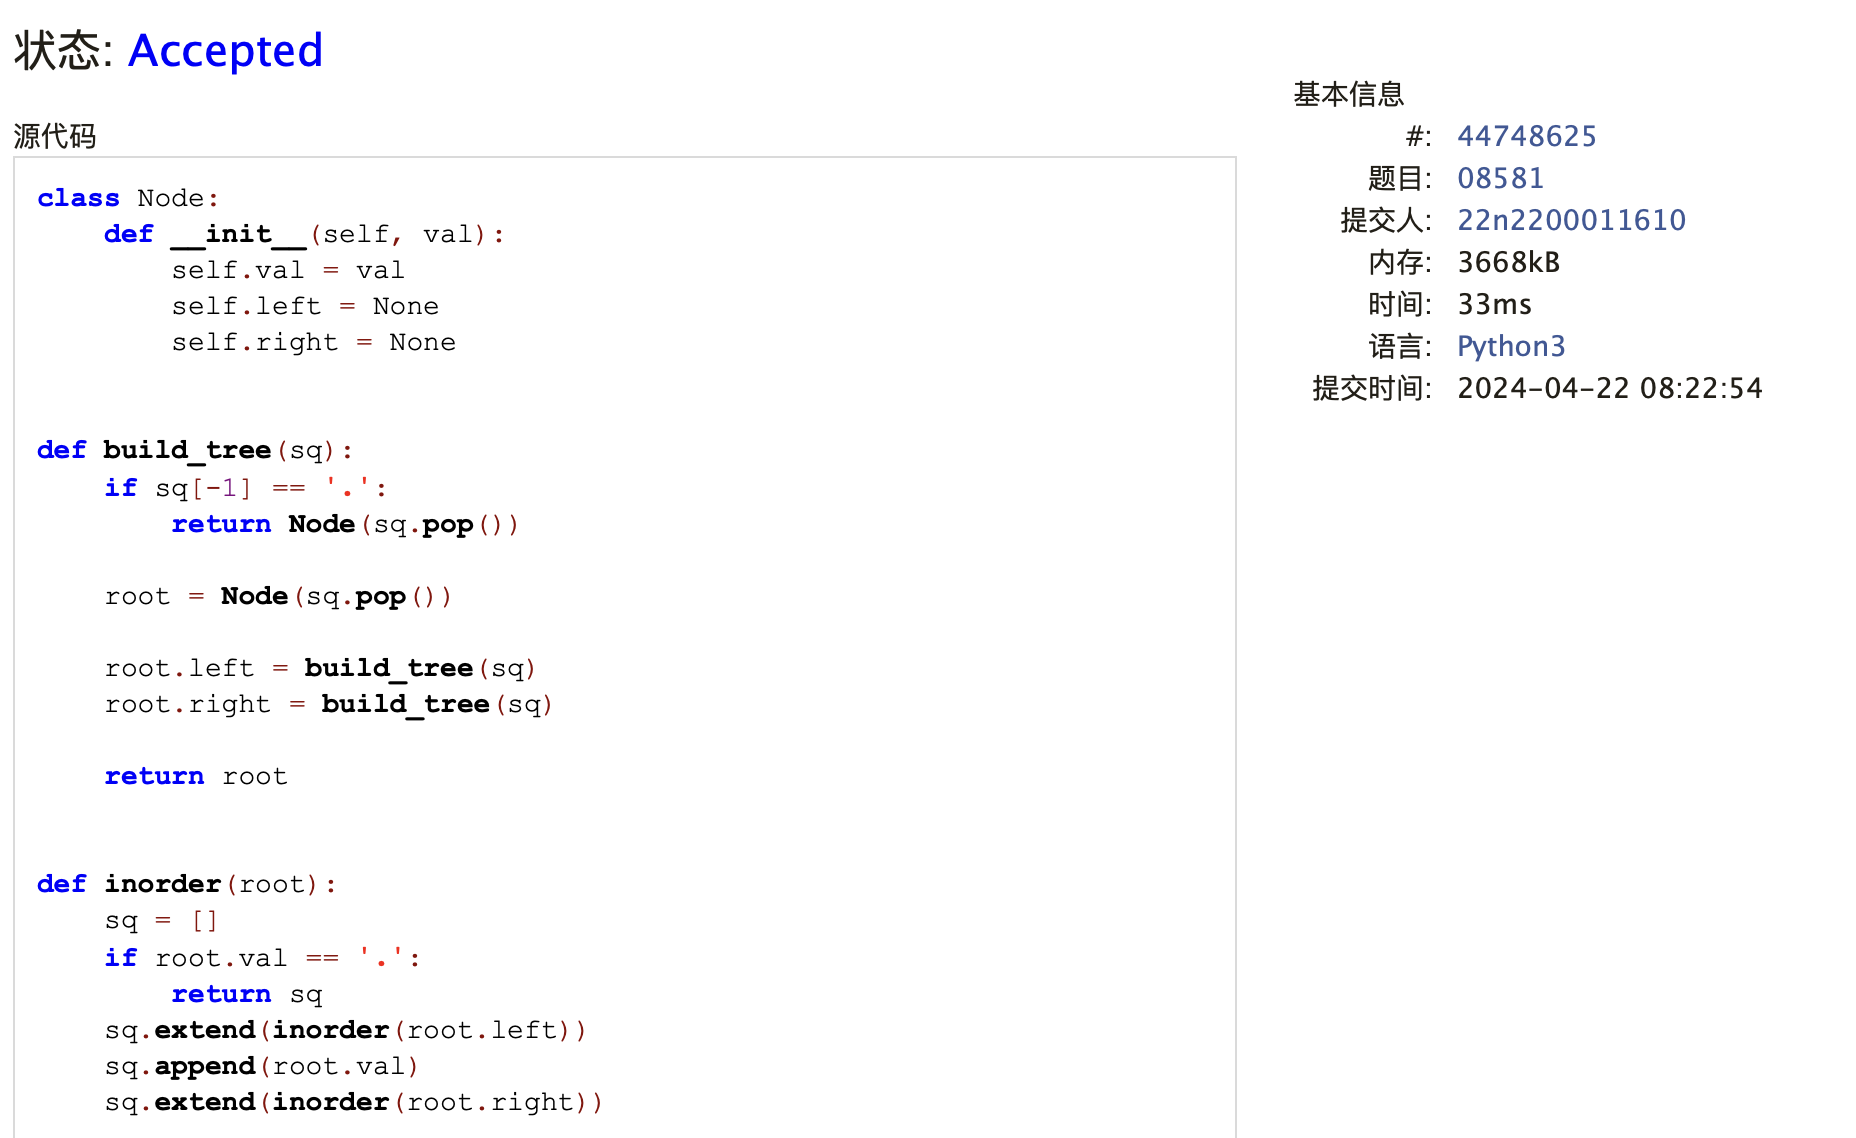 状态: Accepted
源代码
class Node:
    def __init__(self, val):
        self.val = val
        self.left = None
        self.right = None
def build_tree(sq):
    if sq[-1] == '.':
        return Node(sq.pop())
    root = Node(sq.pop())
    root.left = build_tree(sq)
    root.right = build_tree(sq)
    return root
def inorder(root):
    sq = []
    if root.val == '.':
        return sq
    sq.extend(inorder(root.left))
    sq.append(root.val)
    sq.extend(inorder(root.right))
基本信息
#: 44748625
题目: 08581
提交人: 22n2200011610
内存: 3668kB
时间: 33ms
语言: Python3
提交时间: 2024-04-22 08:22:54